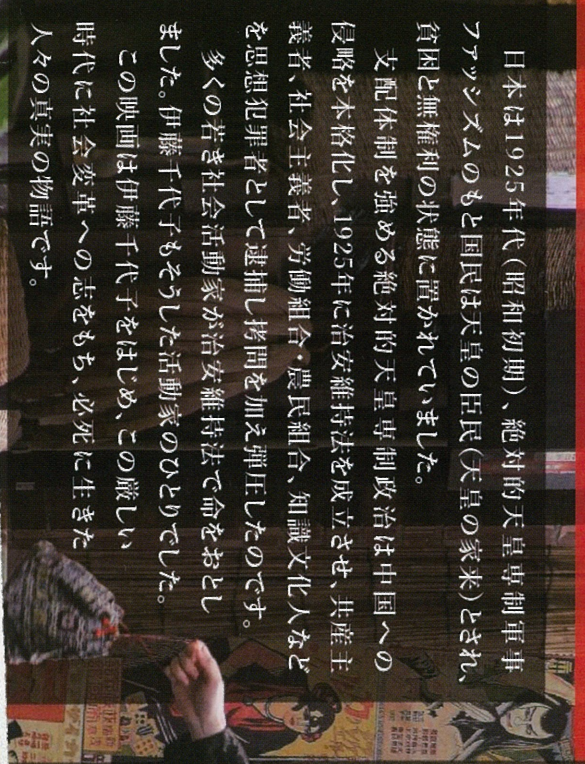 日本は1925年代（昭和初期）、絶対的天皇専制軍事
ファッシズムのもと国民は天皇の臣民（天皇の家来）とされ、
貧困と無権利の状態に置かれていました。
支配体制を強める絶対的天皇専制政治は中国への
侵略を本格化し、1925年に治安維持法を成立させ、共産主
義者、社会主義者、労働組合・農民組合、知識文化人など
を思想犯罪者として逮捕し拷問を加え弾圧したのです。
多くの若き社会活動家が治安維持法で命をおとし
ました。伊藤千代子もそうした活動家のひとりでした。
この映画は伊藤千代子をはじめ、この厳しい
時代に社会変革への志をもち、必死に生きた
人々の真実の物語です。